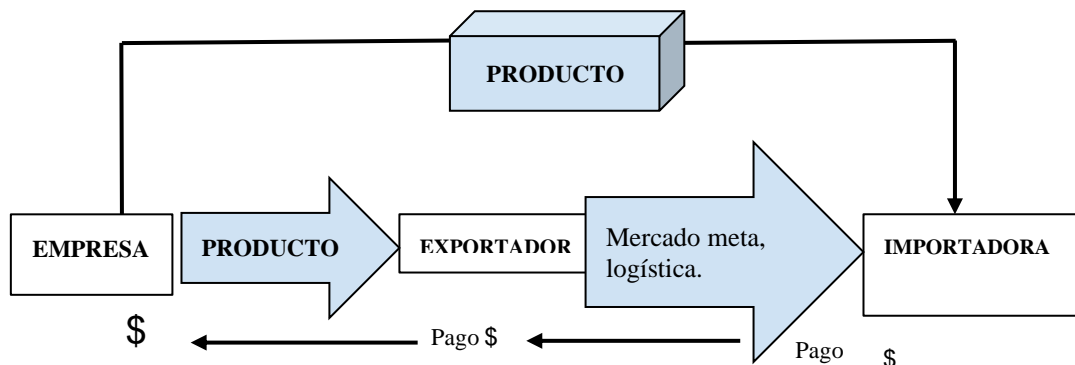 PRODUCTO
EMPRESA
PRODUCTO
EXPORTADOR
Mercado meta,
logística.
IMPORTADORA
$
Pago $
Pago
$